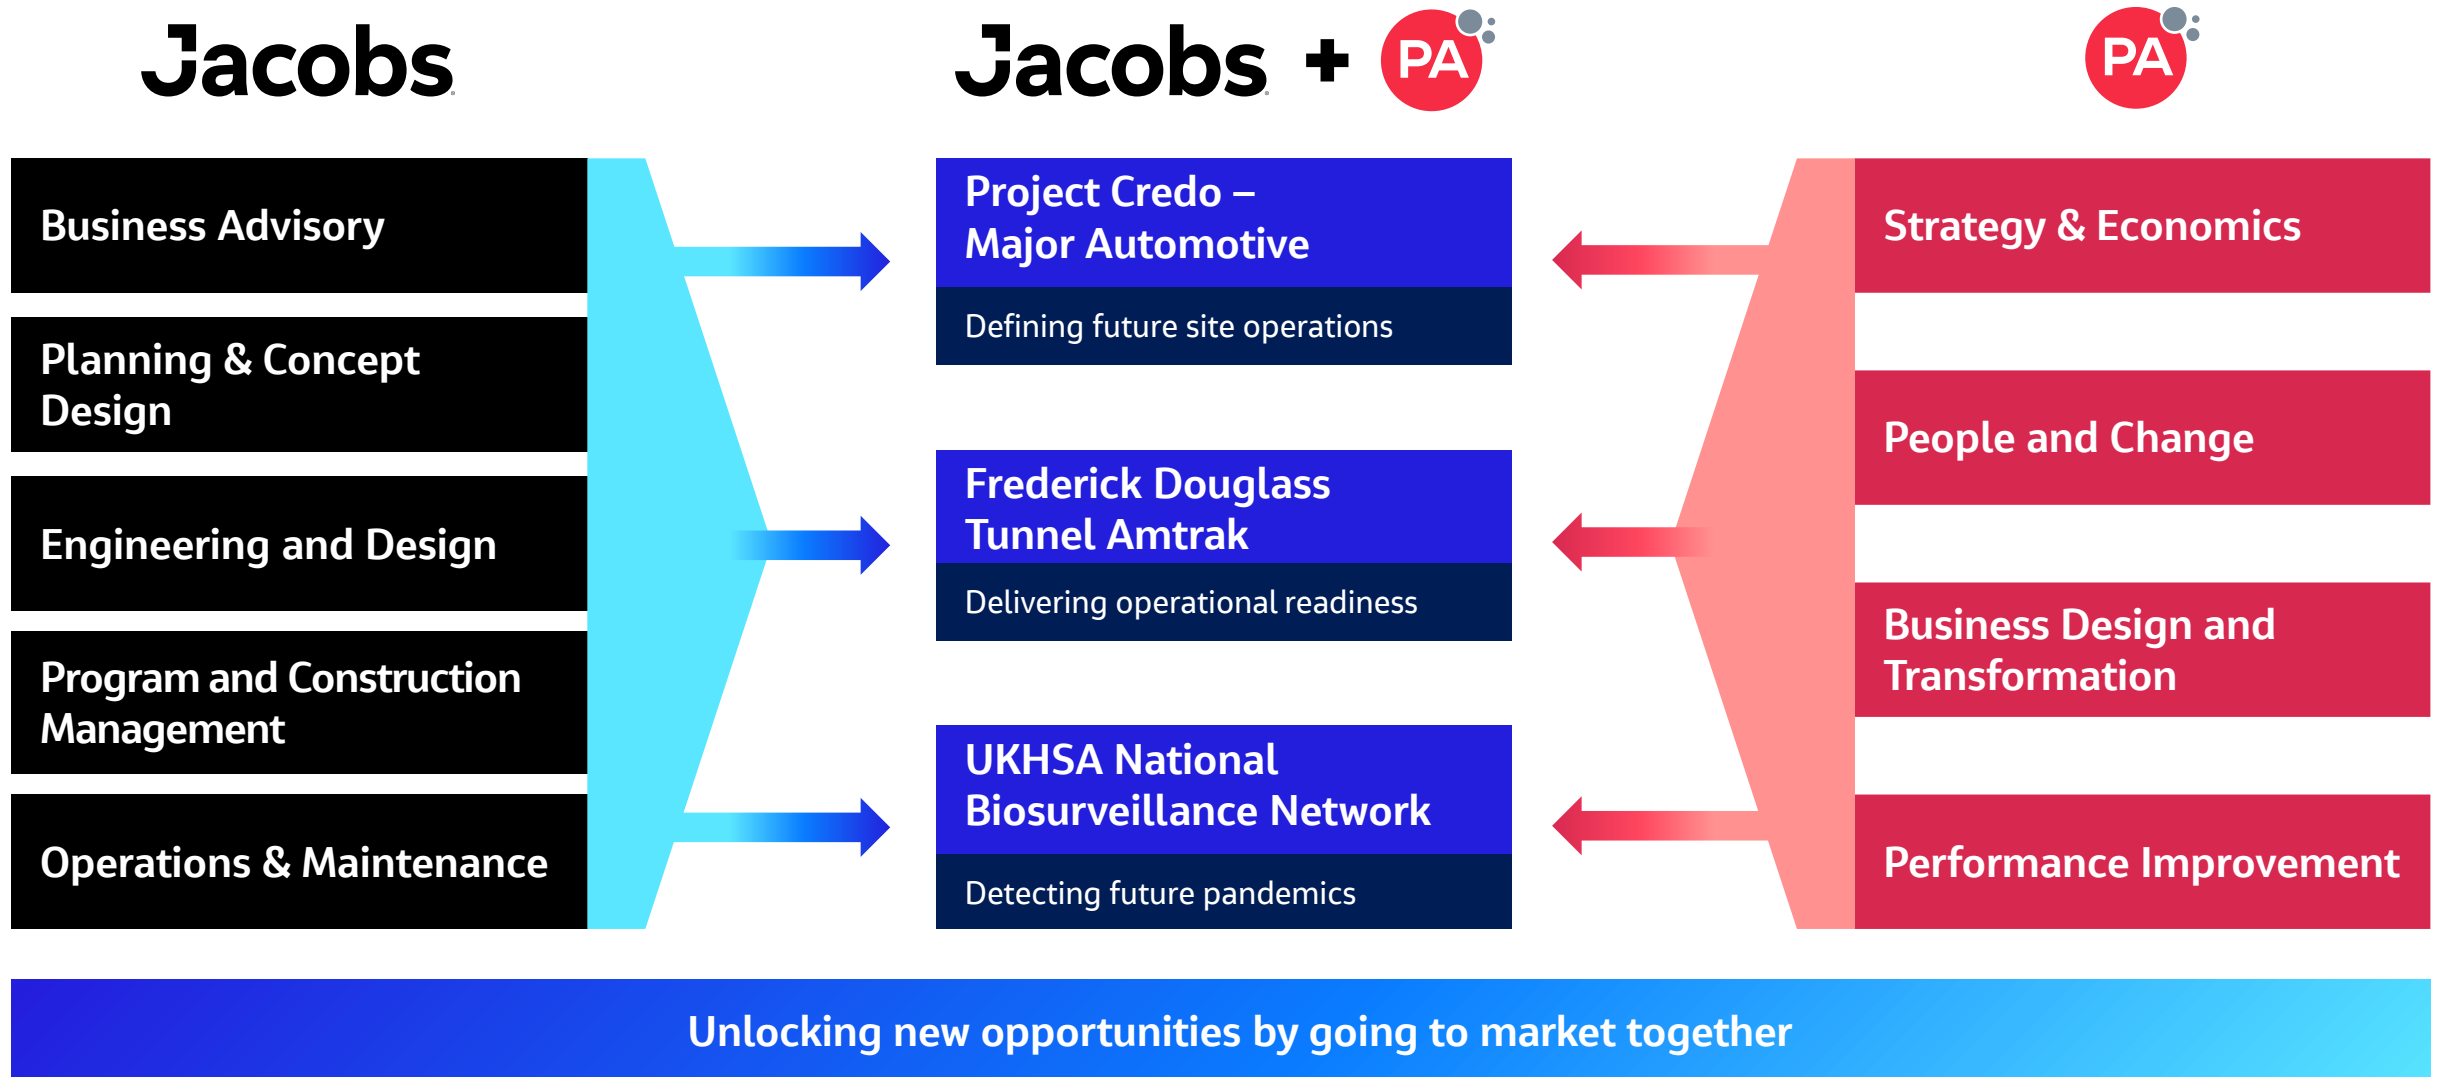 Jacobs
Jacobs + PA
PA
Business Advisory
Planning & Concept
Design
Engineering and Design
Program and Construction
Management
Operations & Maintenance
Project Credo –
Major Automotive
Defining future site operations
Frederick Douglass
Tunnel Amtrak
Delivering operational readiness
UKHSA National
Biosurveillance Network
Detecting future pandemics
Strategy & Economics
People and Change
Business Design and
Transformation
Performance Improvement
Unlocking new opportunities by going to market together